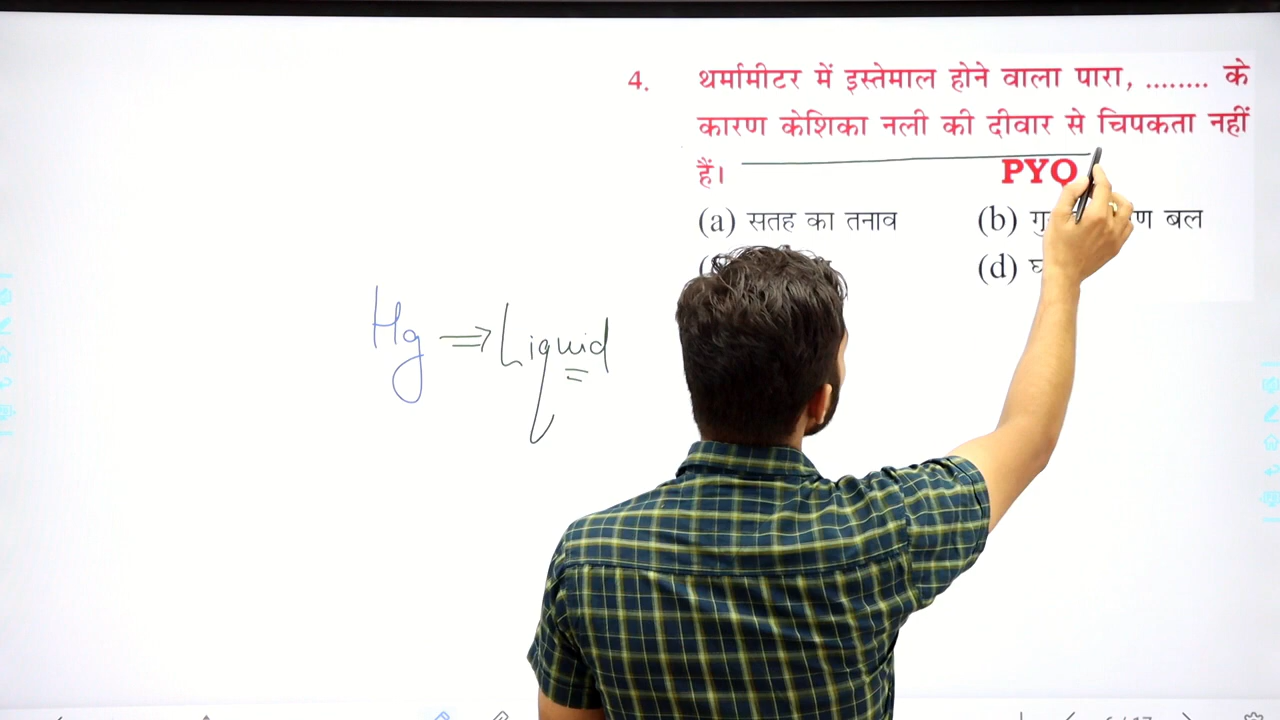 4. थर्मामीटर में इस्तेमाल होने वाला पारा, ........ के
कारण केशिका नली की दीवार से चिपकता नहीं
हैं। PYQ
(a) सतह का तनाव (b) बल
(d)
Hg ⇒ Liquid